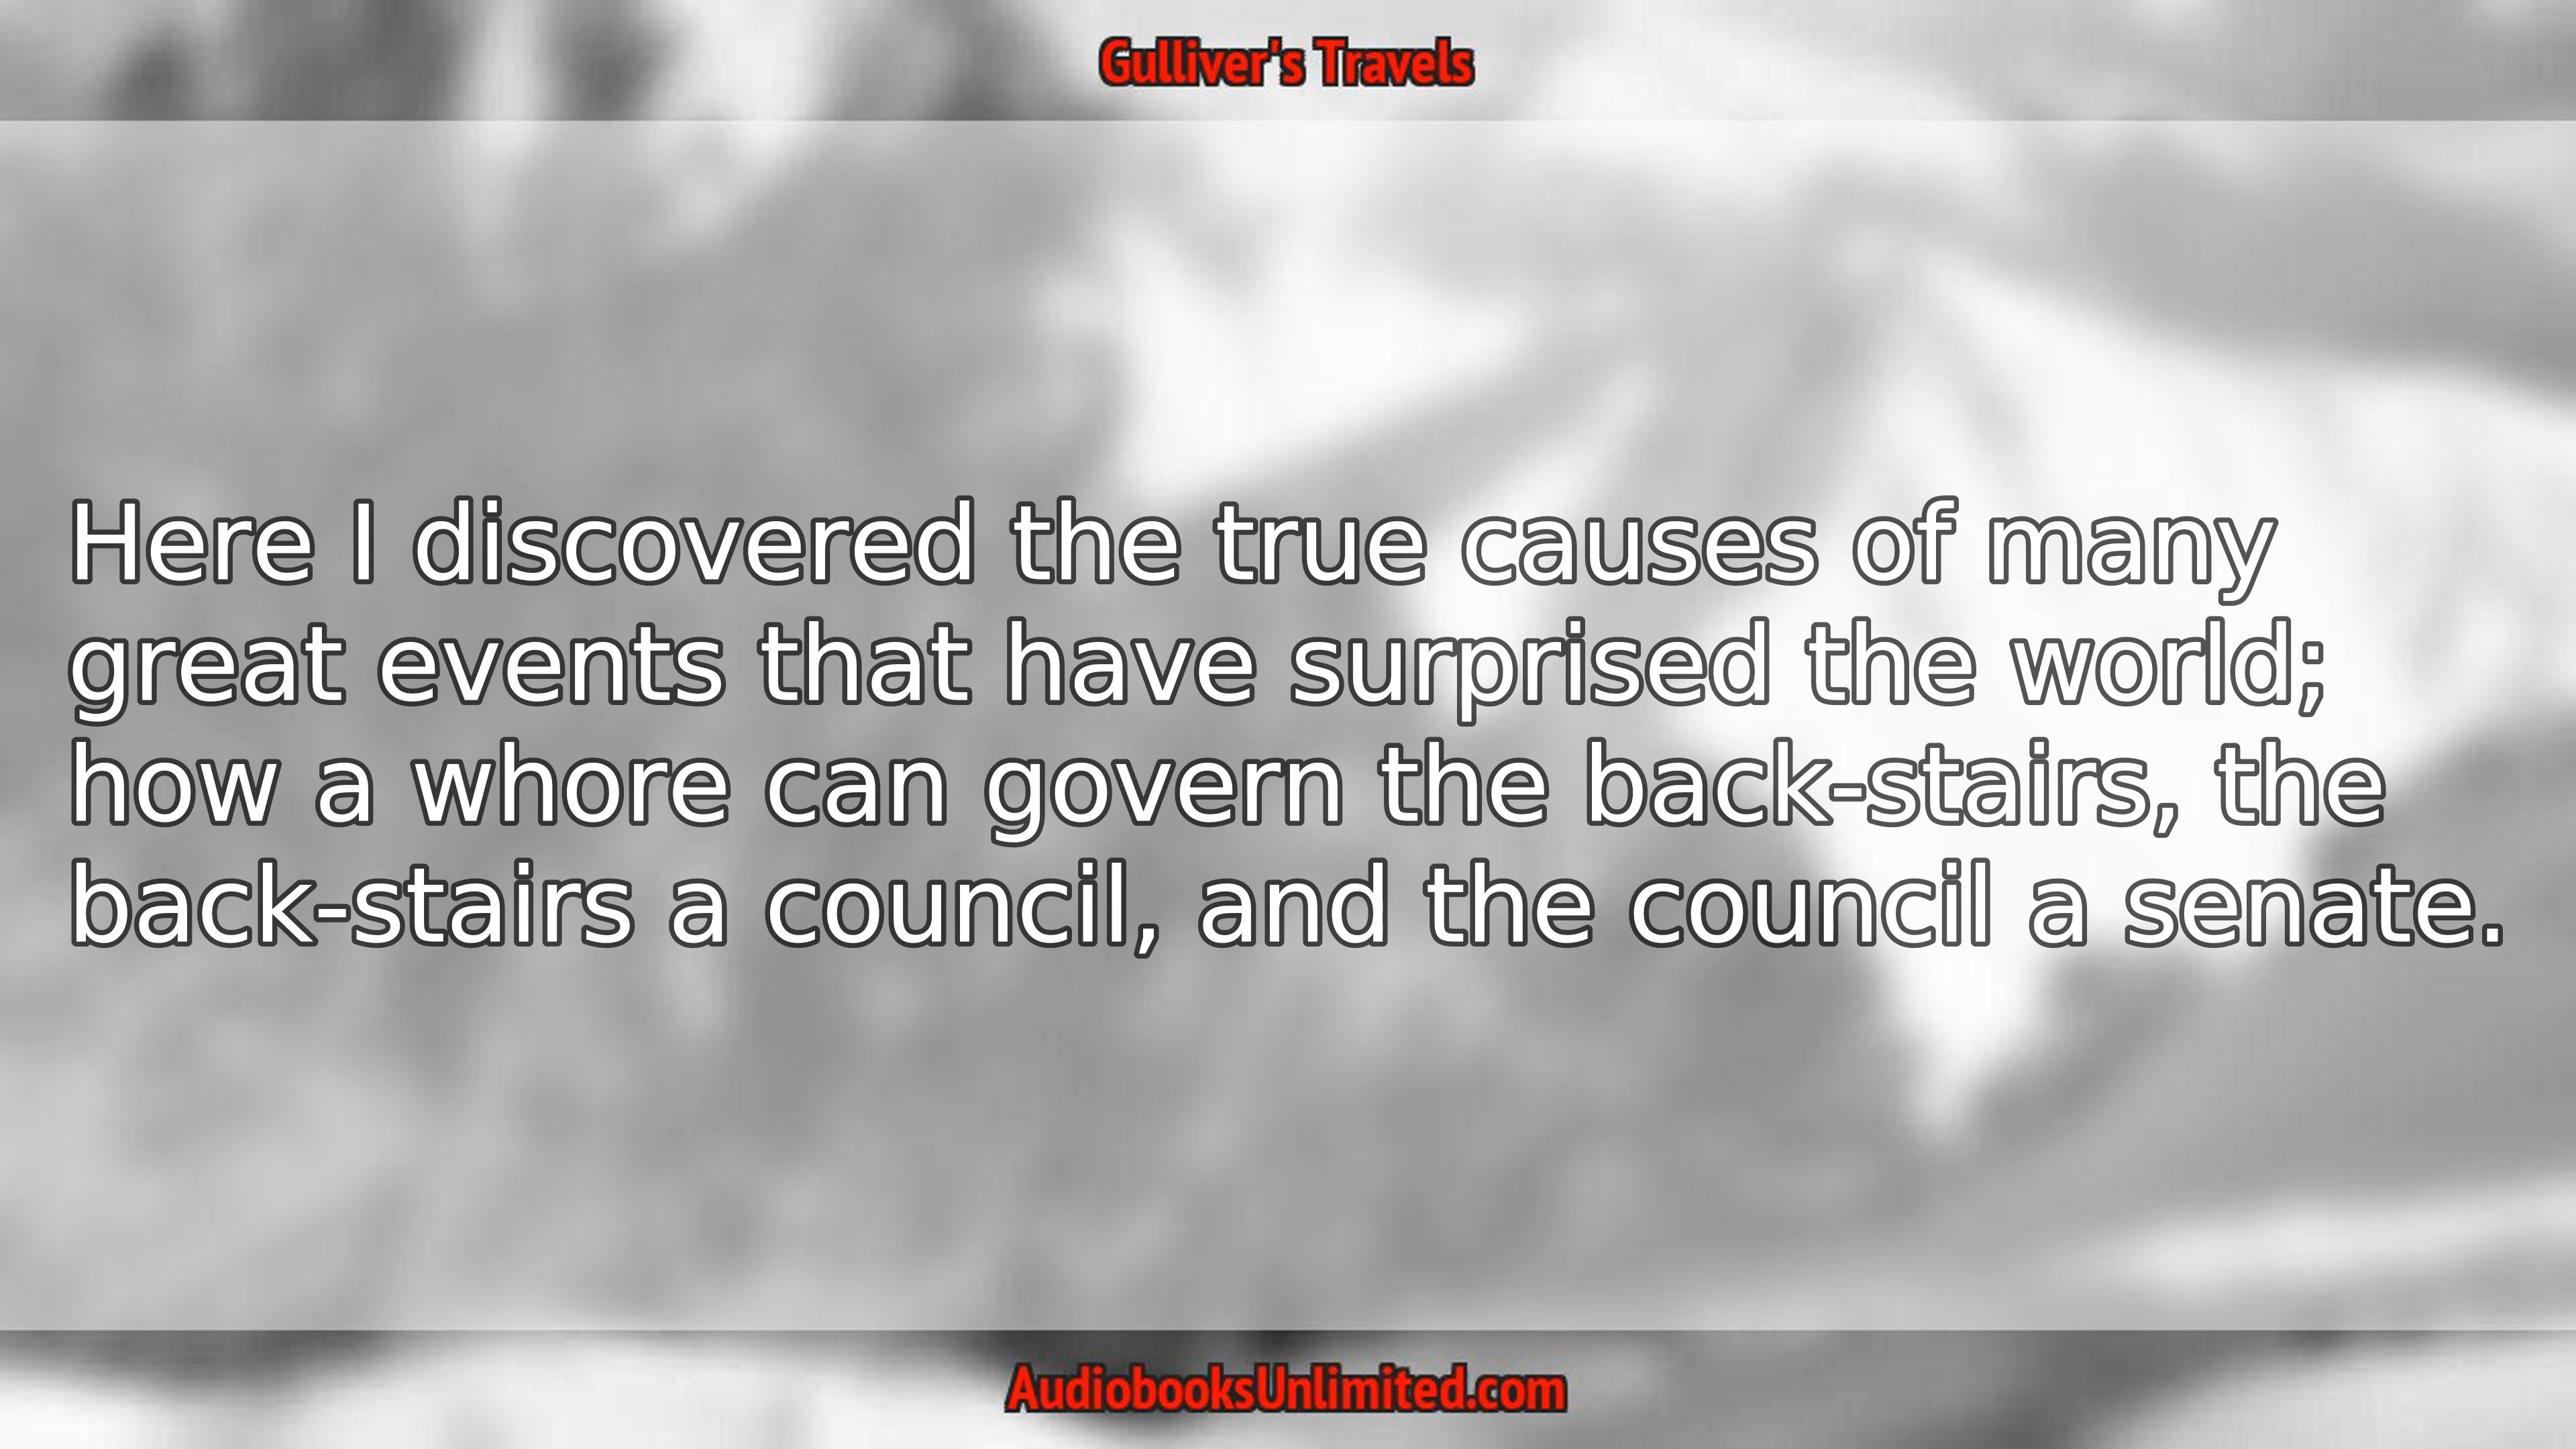 Gulliver's Travels
Here I discovered the true causes of many
great events that have surprised the world;
how a whore can govern the back-stairs, the
back-stairs a council, and the council a senate.
AudiobooksUnlimited.com